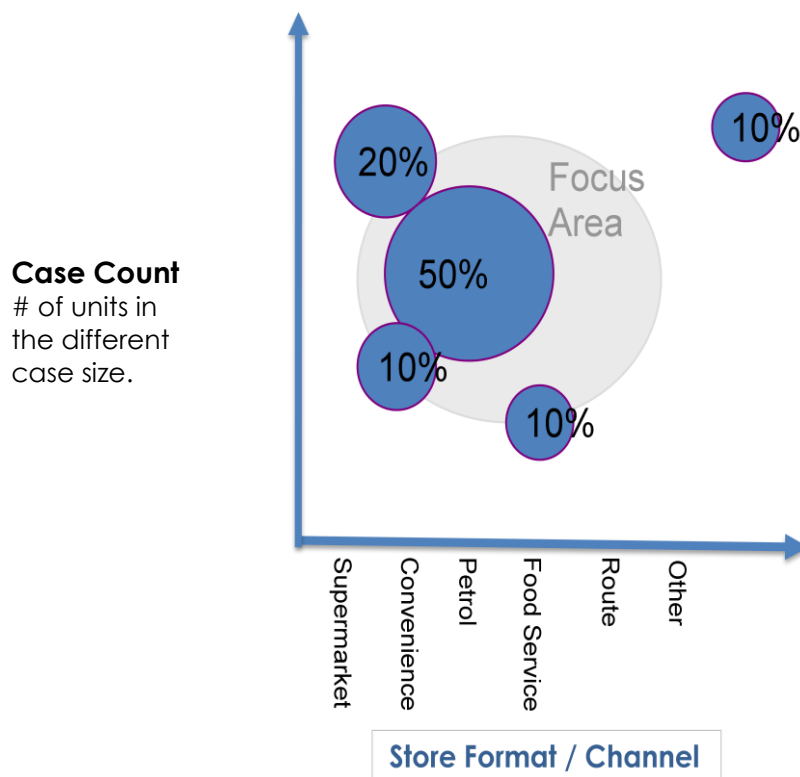 10%
20%
Focus
Area
50%
Case Count
# of units in
the different
case size.
10%
10%
Supermarket
Convenience
Petrol
Food Service
Route
Other
Store Format / Channel